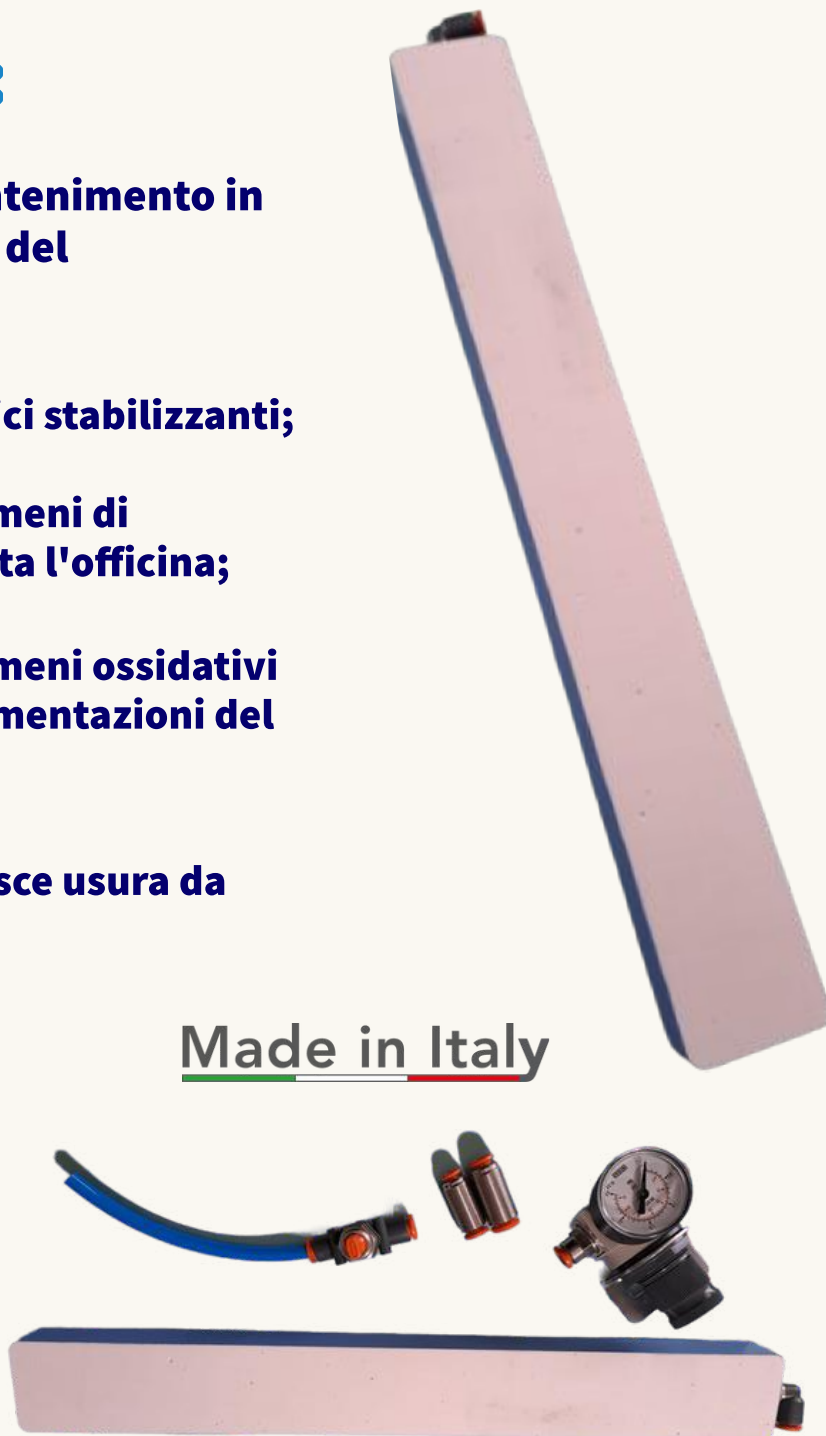 :
tenimento in
del
ci stabilizzanti;
meni di
ta l'officina;
meni ossidativi
mentazioni del
sce usura da
Made in Italy